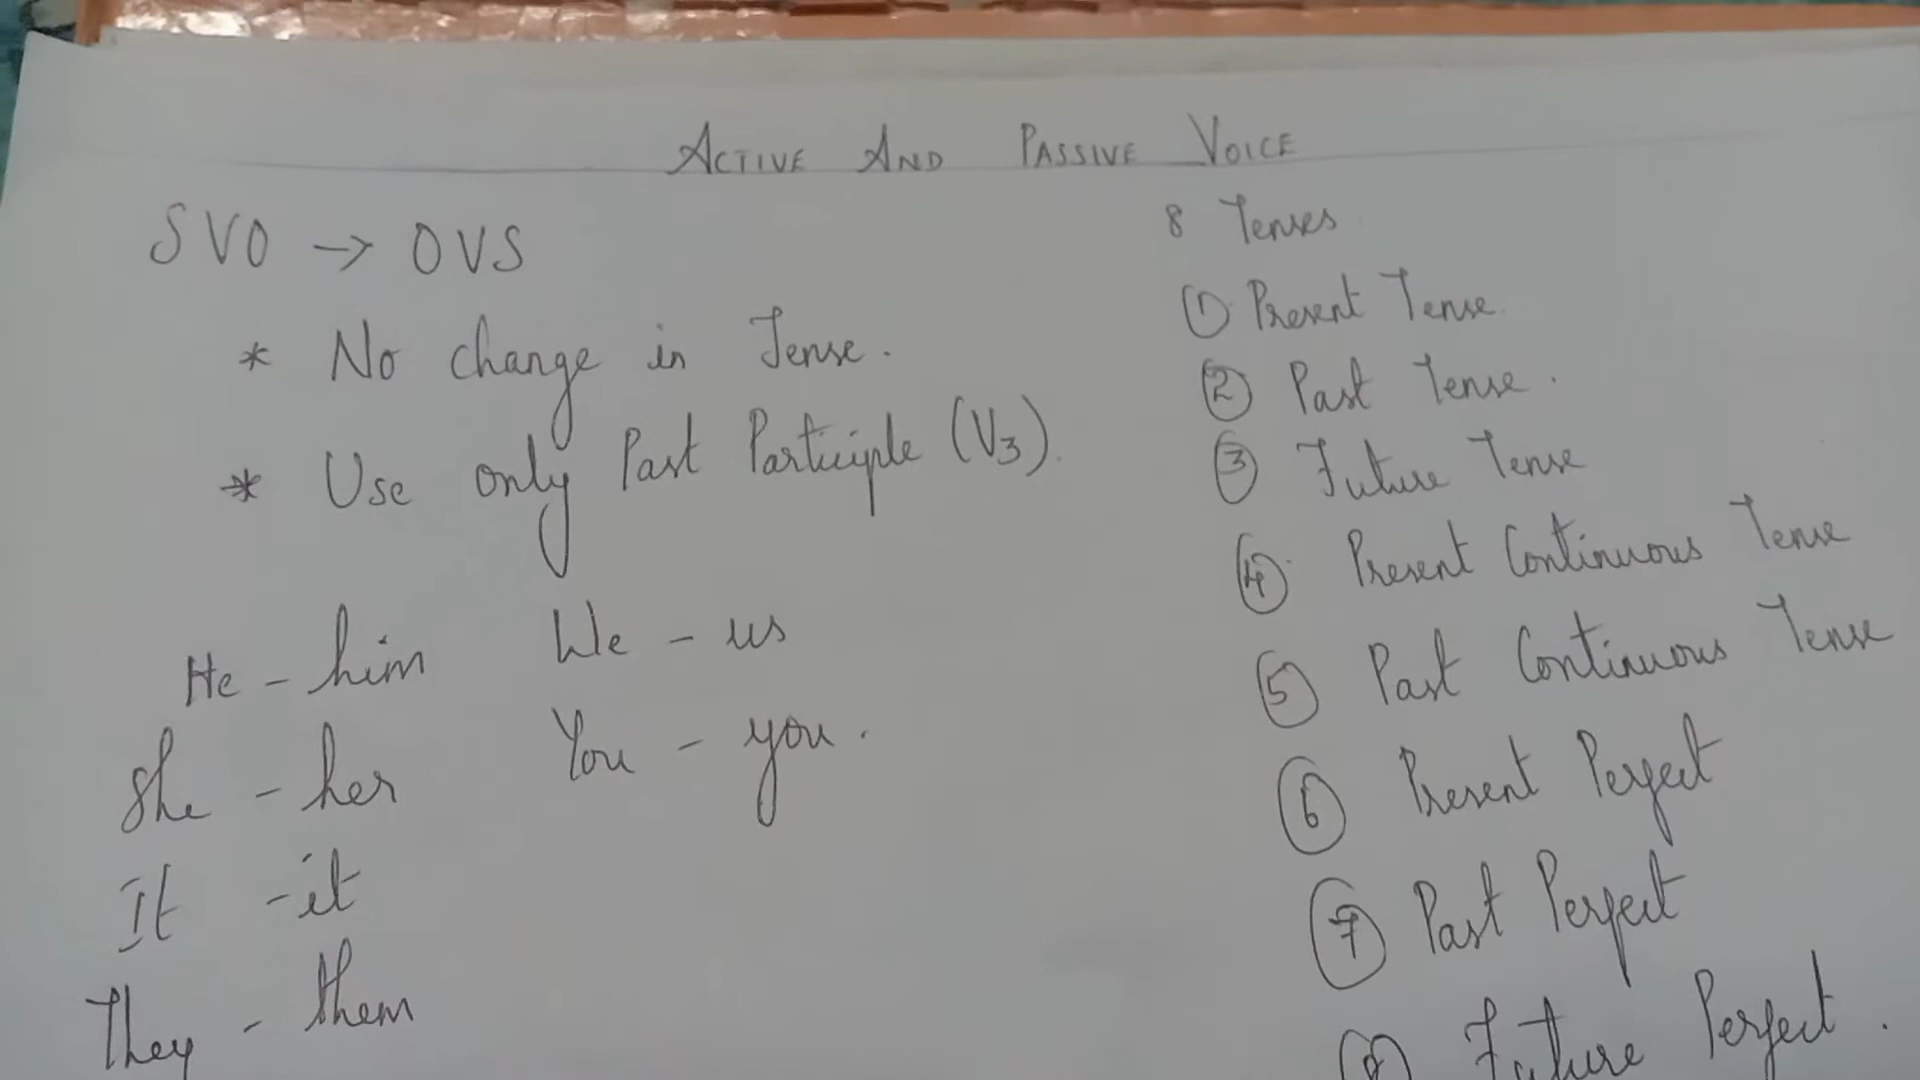 ACTIVE AND PASSIVE VOICE
SVO → OVS
* No change in Tense.
* Use only Past Participle (V3).
He - him
She - her
It - it
They - them
We - us
You - you.
8 Tenses
① Present Tense.
② Past Tense.
③ Future Tense
④ Present Continuous Tense
⑤ Past Continuous Tense
⑥ Present Perfect
⑦ Past Perfect
⑧ Future Perfect.